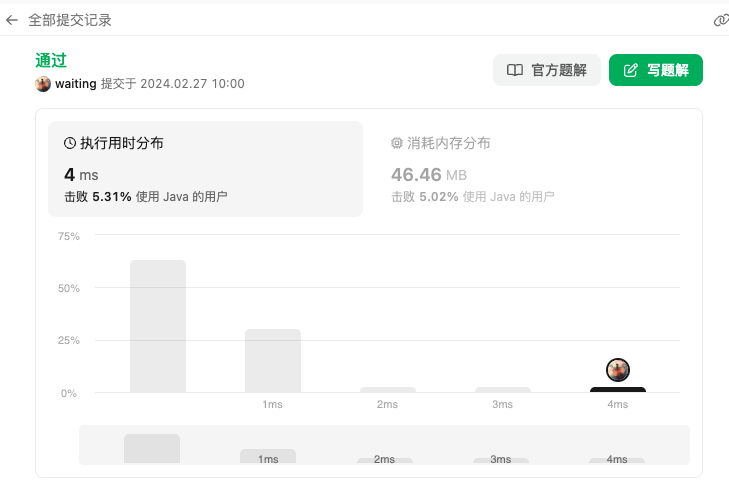 全部提交记录
通过
waiting 提交于 2024.02.27 10:00
官方题解
写题解
执行用时分布
4 ms
击败 5.31% 使用 Java 的用户
消耗内存分布
46.46 MB
击败 5.02% 使用 Java 的用户
75%
50%
25%
0%
1ms 2ms 3ms 4ms
1ms 2ms 3ms 4ms